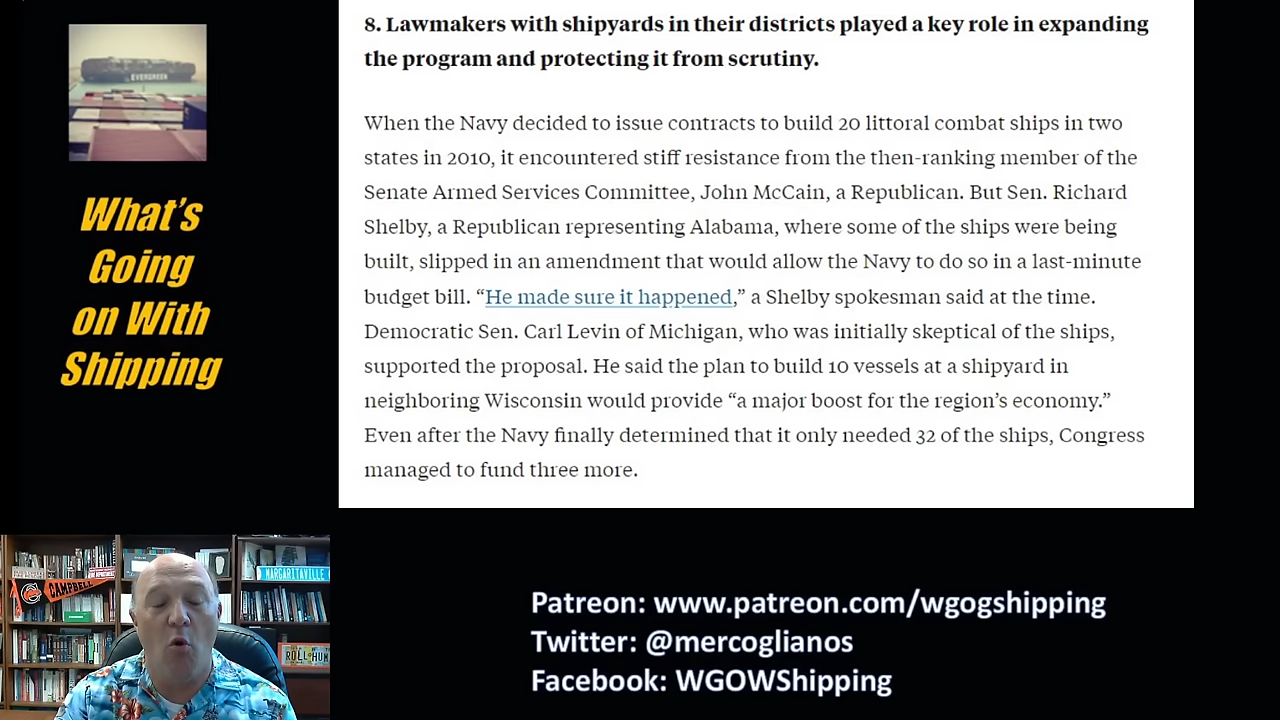 EVERGREEN
What's
Going
on With
Shipping
8. Lawmakers with shipyards in their districts played a key role in expanding
the program and protecting it from scrutiny.
When the Navy decided to issue contracts to build 20 littoral combat ships in two
states in 2010, it encountered stiff resistance from the then-ranking member of the
Senate Armed Services Committee, John McCain, a Republican. But Sen. Richard
Shelby, a Republican representing Alabama, where some of the ships were being
built, slipped in an amendment that would allow the Navy to do so in a last-minute
budget bill. “He made sure it happened,” a Shelby spokesman said at the time.
Democratic Sen. Carl Levin of Michigan, who was initially skeptical of the ships,
supported the proposal. He said the plan to build 10 vessels at a shipyard in
neighboring Wisconsin would provide “a major boost for the region’s economy.”
Even after the Navy finally determined that it only needed 32 of the ships, Congress
managed to fund three more.
CAMPBELL
MARGARITAVILLE
ROLL HUM
Patreon: www.patreon.com/wgogshipping
Twitter: @mercoglianos
Facebook: WGOWShipping